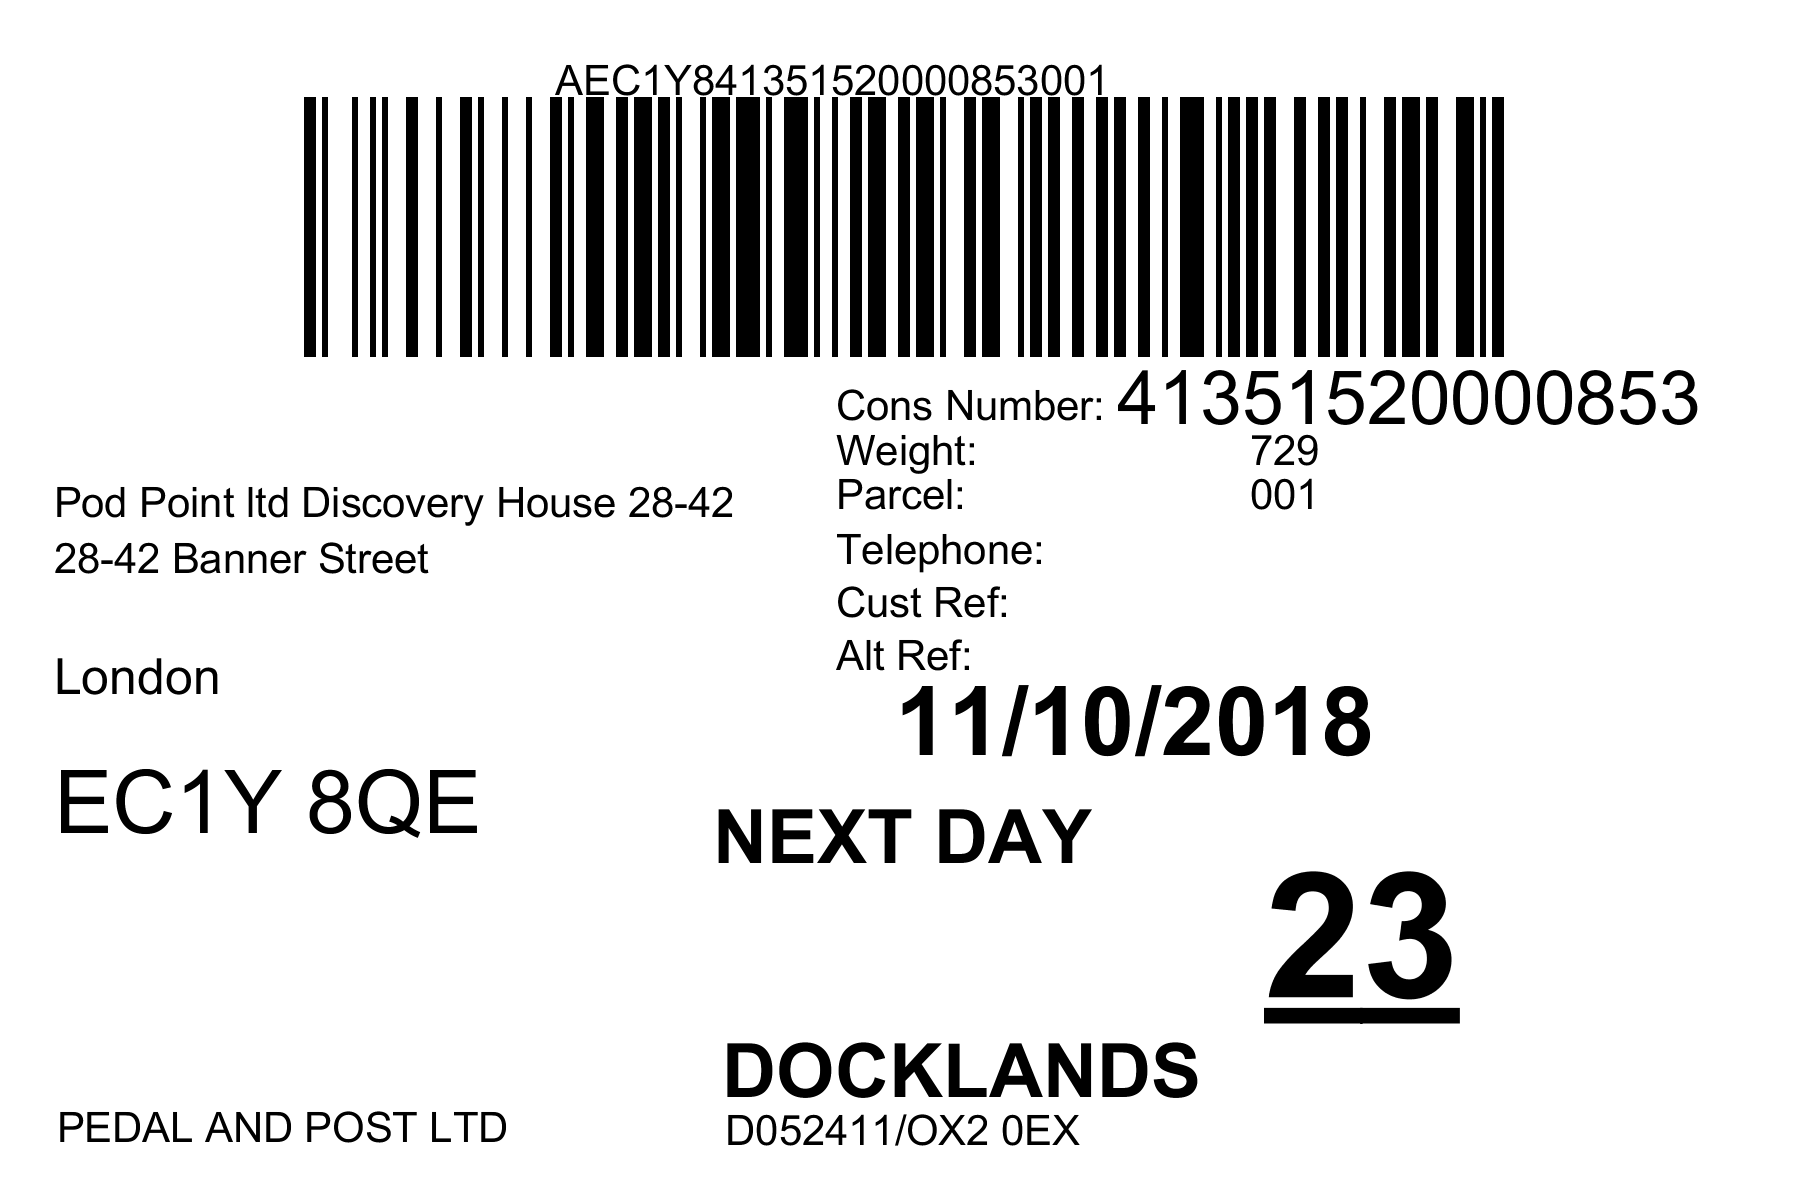 AEC1Y841351520000853001
Cons Number: 41351520000853
Weight: 729
Parcel: 001
Telephone:
Cust Ref:
Alt Ref:
Pod Point ltd Discovery House 28-42
28-42 Banner Street
London
EC1Y 8QE
11/10/2018
NEXT DAY
23
DOCKLANDS
D052411/OX2 0EX
PEDAL AND POST LTD